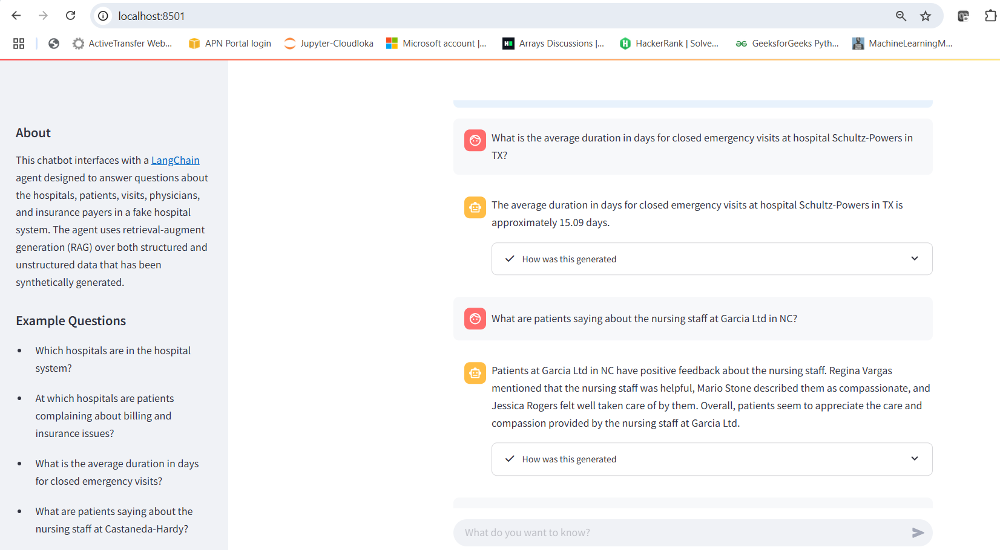 localhost:8501
ActiveTransfer Web...
APN Portal login
Jupyter-Cloudloka
Microsoft account |...
Arrays Discussions |...
HackerRank | Solve...
GeeksforGeeks Pyth...
MachineLearningM...
About
This chatbot interfaces with a LangChain
agent designed to answer questions about
the hospitals, patients, visits, physicians,
and insurance payers in a fake hospital
system. The agent uses retrieval-augment
generation (RAG) over both structured and
unstructured data that has been
synthetically generated.
Example Questions
Which hospitals are in the hospital
system?
At which hospitals are patients
complaining about billing and
insurance issues?
What is the average duration in days
for closed emergency visits?
What are patients saying about the
nursing staff at Castaneda-Hardy?
What is the average duration in days for closed emergency visits at hospital Schultz-Powers in
TX?
The average duration in days for closed emergency visits at hospital Schultz-Powers in TX is
approximately 15.09 days.
How was this generated
What are patients saying about the nursing staff at Garcia Ltd in NC?
Patients at Garcia Ltd in NC have positive feedback about the nursing staff. Regina Vargas
mentioned that the nursing staff was helpful, Mario Stone described them as compassionate, and
Jessica Rogers felt well taken care of by them. Overall, patients seem to appreciate the care and
compassion provided by the nursing staff at Garcia Ltd.
How was this generated
What do you want to know?